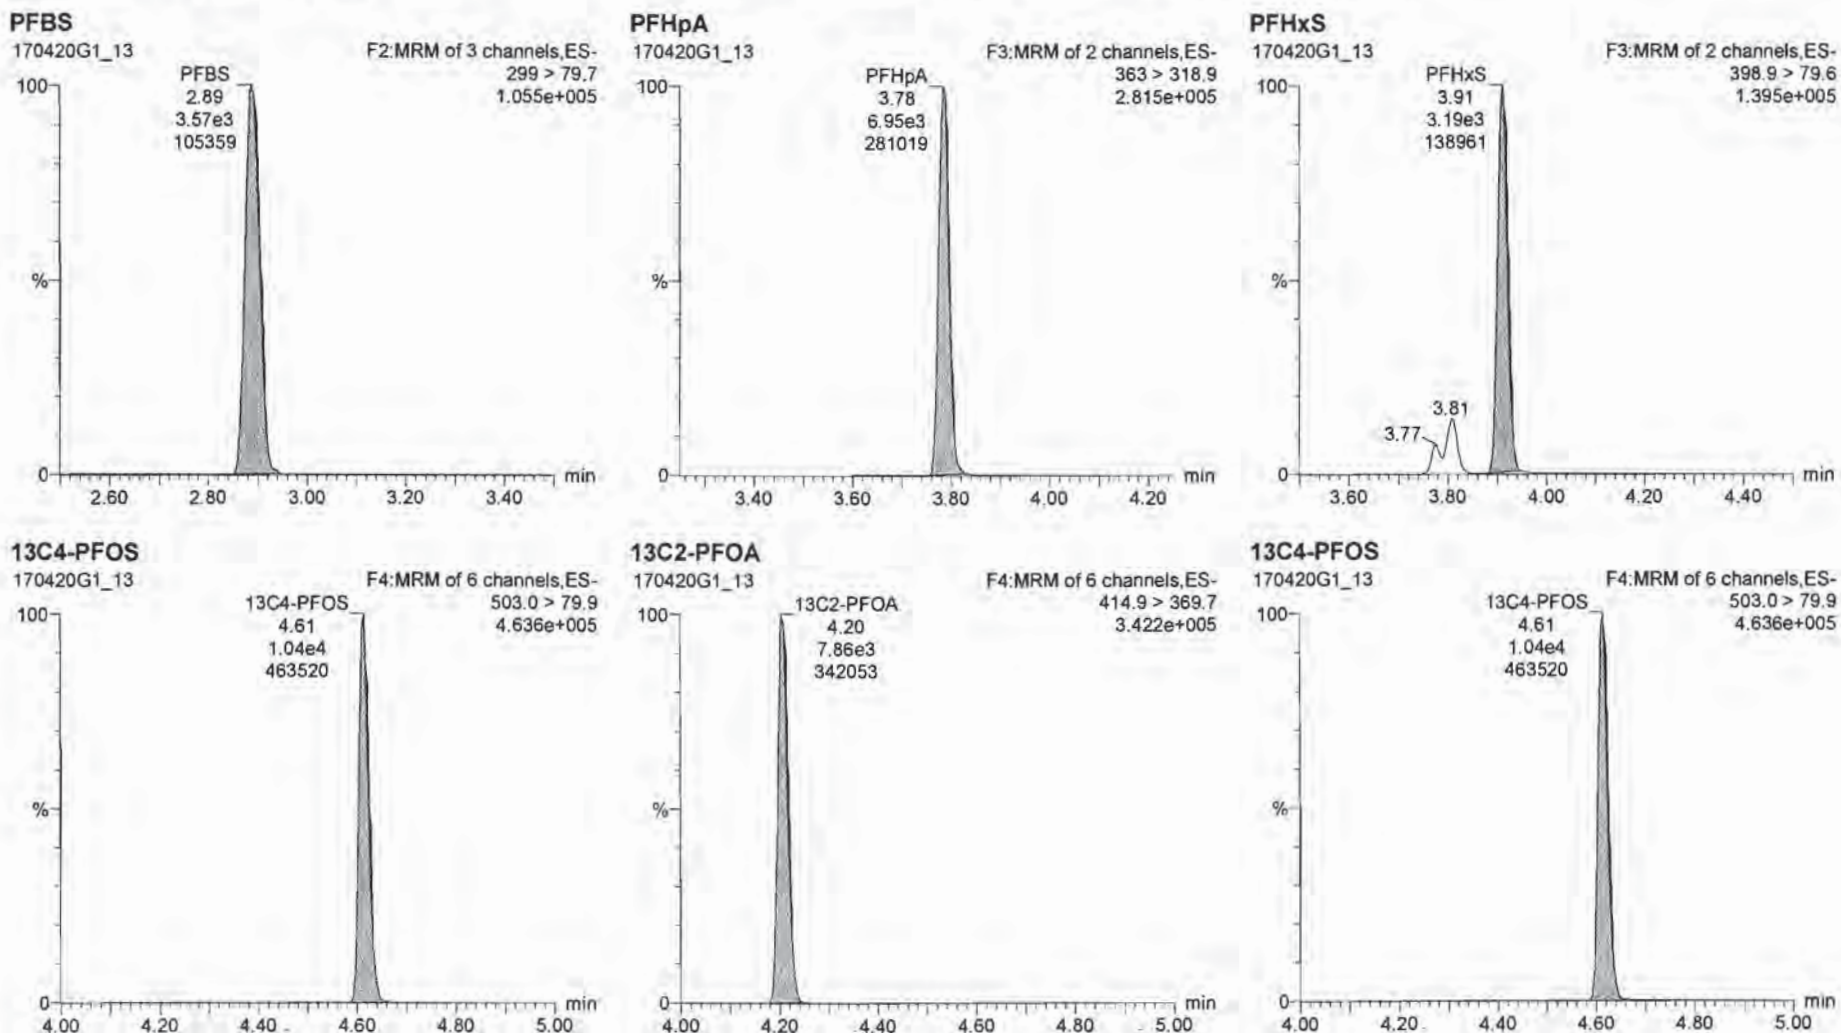 PFBS
170420G1_13
F2:MRM of 3 channels,ES-
299 > 79.7
1.055e+005
PFBS
2.89
3.57e3
105359
100
%
0
2.60 2.80 3.00 3.20 3.40 min
PFHpA
170420G1_13
F3:MRM of 2 channels,ES-
363 > 318.9
2.815e+005
PFHpA
3.78
6.95e3
281019
100
%
0
3.40 3.60 3.80 4.00 4.20 min
PFHxS
170420G1_13
F3:MRM of 2 channels,ES-
398.9 > 79.6
1.395e+005
PFHxS
3.91
3.19e3
138961
100
%
3.81
3.77
0
3.60 3.80 4.00 4.20 4.40 min
13C4-PFOS
170420G1_13
F4:MRM of 6 channels,ES-
503.0 > 79.9
4.636e+005
13C4-PFOS
4.61
1.04e4
463520
100
%
0
4.00 4.20 4.40 4.60 4.80 5.00 min
13C2-PFOA
170420G1_13
F4:MRM of 6 channels,ES-
414.9 > 369.7
3.422e+005
13C2-PFOA
4.20
7.86e3
342053
100
%
0
4.00 4.20 4.40 4.60 4.80 5.00 min
13C4-PFOS
170420G1_13
F4:MRM of 6 channels,ES-
503.0 > 79.9
4.636e+005
13C4-PFOS
4.61
1.04e4
463520
100
%
0
4.00 4.20 4.40 4.60 4.80 5.00 min